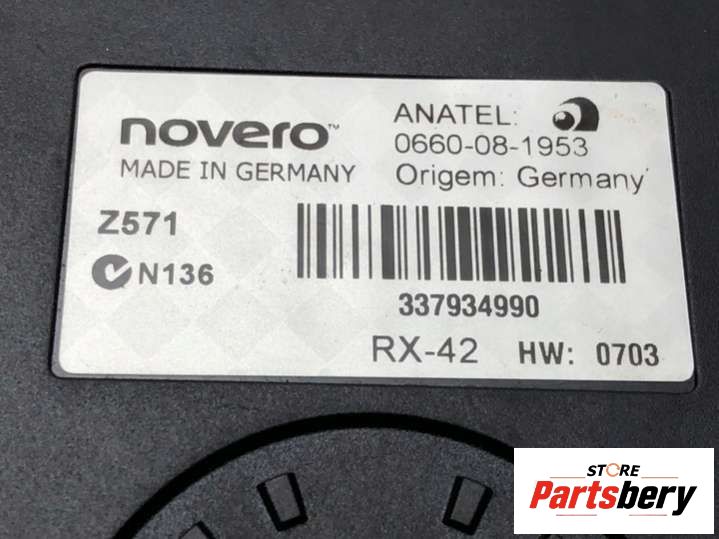 novero™
MADE IN GERMANY
ANATEL:
0660-08-1953
Origem: Germany
Z571
N136
337934990
RX-42 HW: 0703
STORE
Partsbery